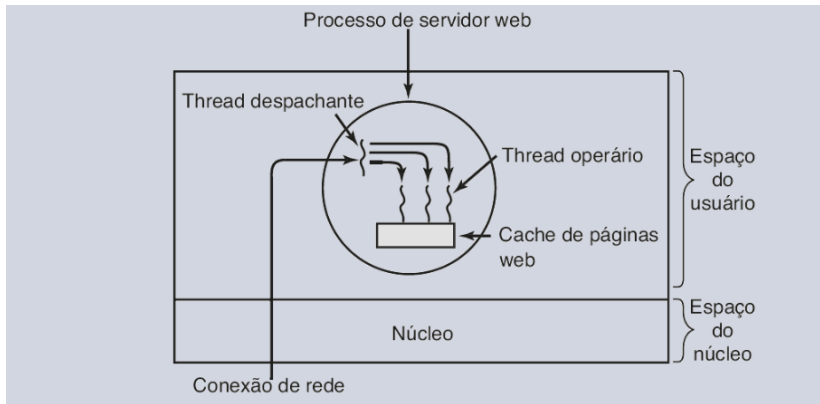 Processo de servidor web
Thread despachante
Thread operário
Espaço
do
usuário
Cache de páginas
web
Núcleo
Espaço
do
núcleo
Conexão de rede